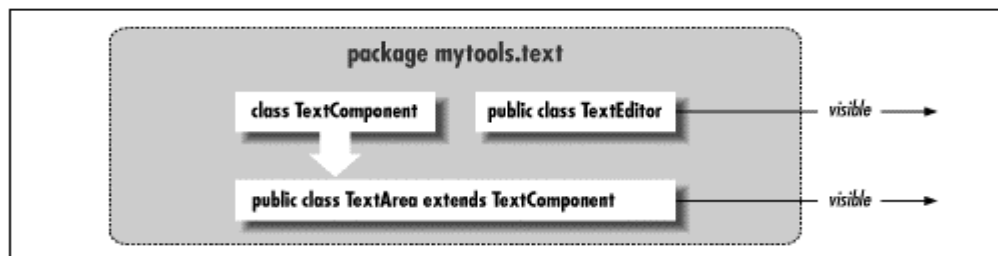 package mytools.text
class TextComponent
public class TextEditor
visible
public class TextArea extends TextComponent
visible